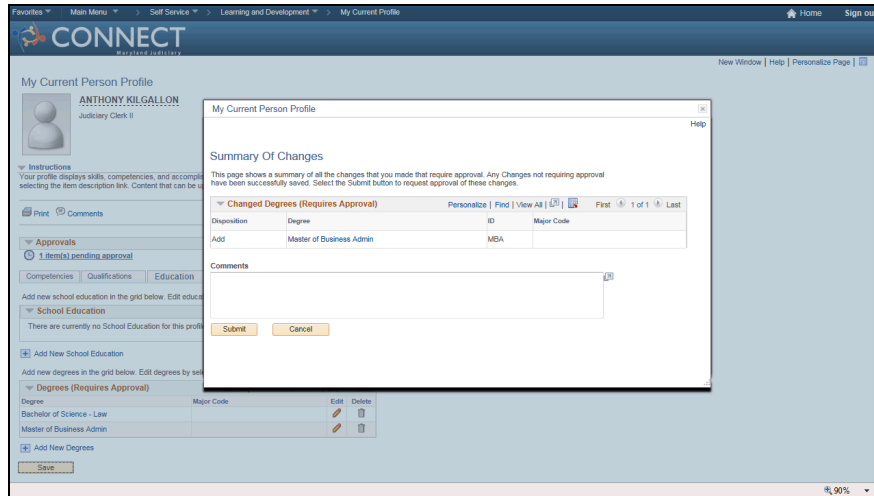 Favorites Main Menu > Self Service > Learning and Development > My Current Profile
Home Sign ou
CONNECT
Maryland Judiciary
New Window | Help | Personalize Page |
My Current Person Profile
ANTHONY KILGALLON
Judiciary Clerk II
Instructions
Your profile displays skills, competencies, and accomplis
selecting the item description link. Content that can be up
Print Comments
Approvals
1 item(s) pending approval
Competencies Qualifications Education
Add new school education in the grid below. Edit educa
School Education
There are currently no School Education for this profil
Add New School Education
Add new degrees in the grid below. Edit degrees by sele
Degrees (Requires Approval)
Degree Major Code Edit Delete
Bachelor of Science - Law
Master of Business Admin
Add New Degrees
Save
My Current Person Profile
Help
Summary Of Changes
This page shows a summary of all the changes that you made that require approval. Any Changes not requiring approval
have been successfully saved. Select the Submit button to request approval of these changes.
Changed Degrees (Requires Approval) Personalize | Find | View All | | First 1 of 1 Last
Disposition Degree ID Major Code
Add Master of Business Admin MBA
Comments
Submit Cancel
90%